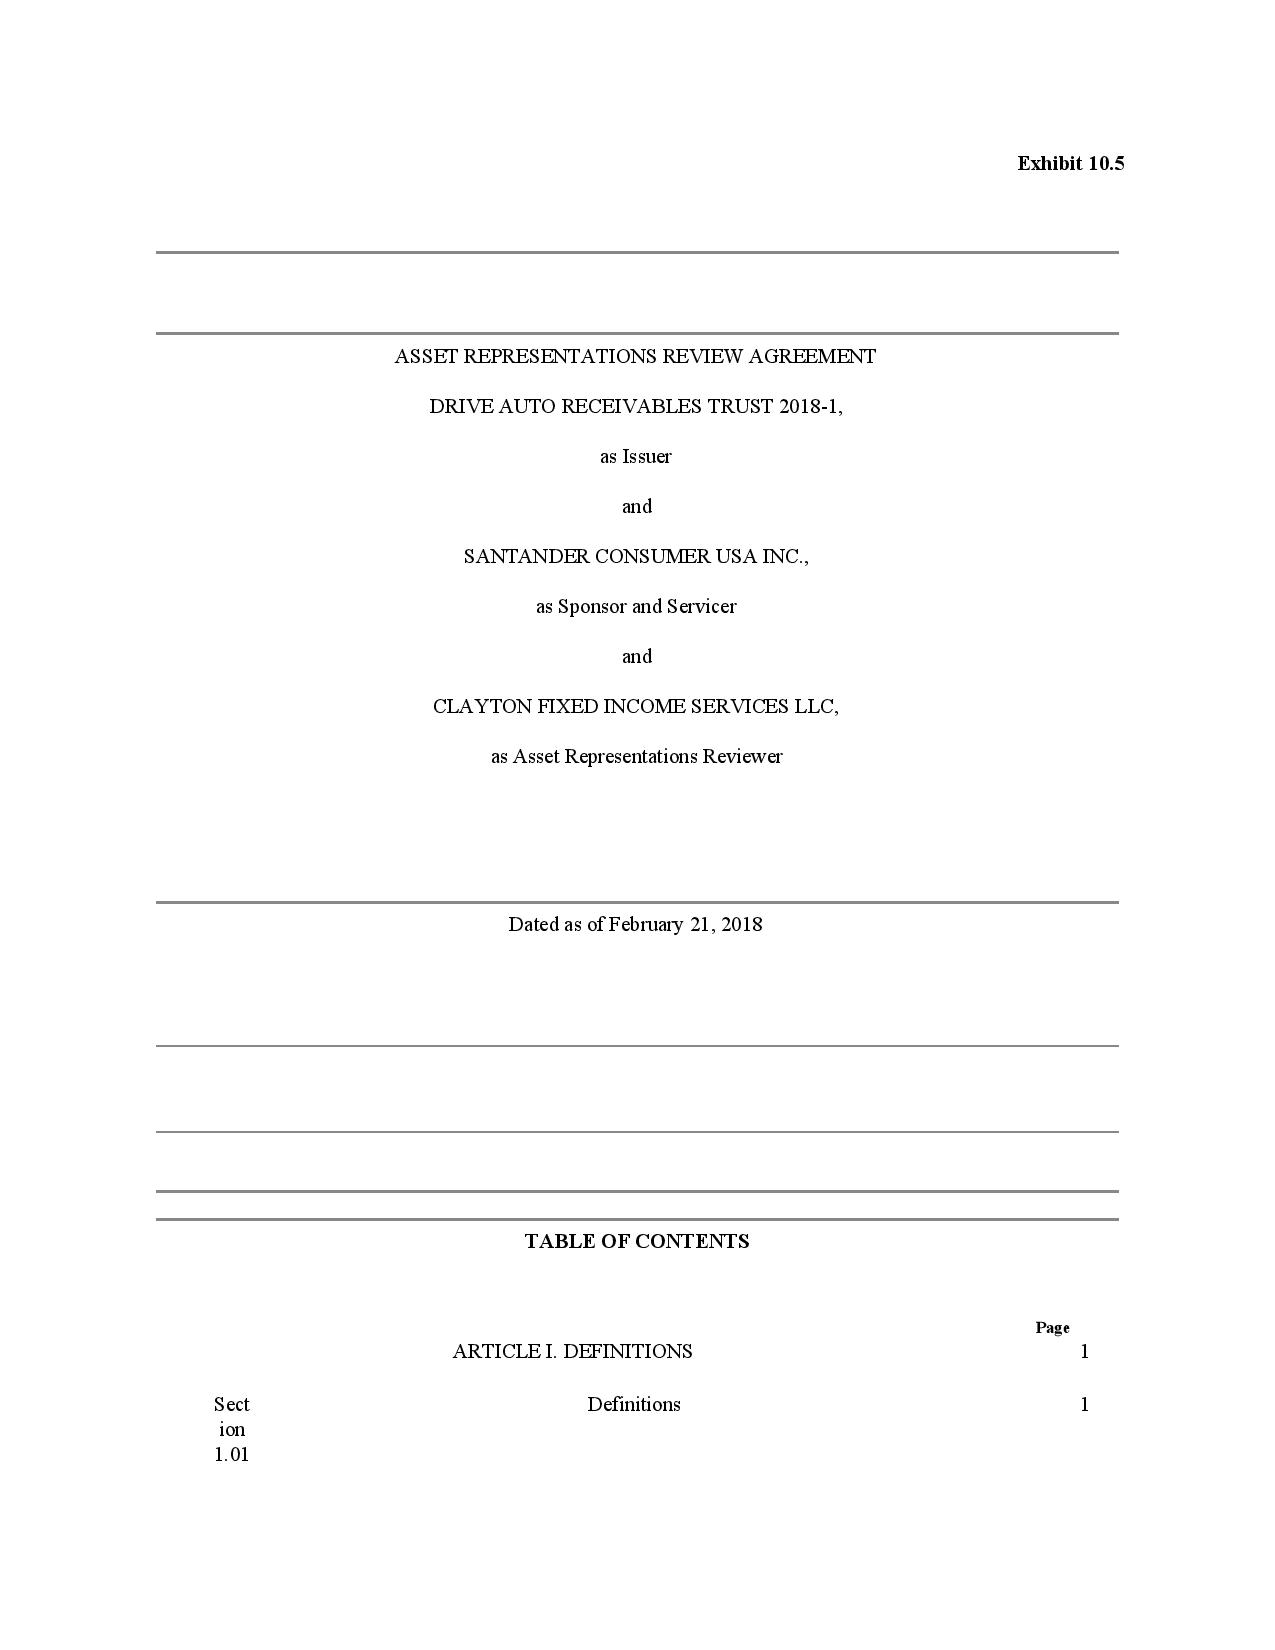 Exhibit 10.5
ASSET REPRESENTATIONS REVIEW AGREEMENT
DRIVE AUTO RECEIVABLES TRUST 2018-1,
as Issuer
and
SANTANDER CONSUMER USA INC.,
as Sponsor and Servicer
and
CLAYTON FIXED INCOME SERVICES LLC,
as Asset Representations Reviewer
Dated as of February 21, 2018
TABLE OF CONTENTS
Page
ARTICLE I. DEFINITIONS 1
Sect Definitions 1
ion
1.01